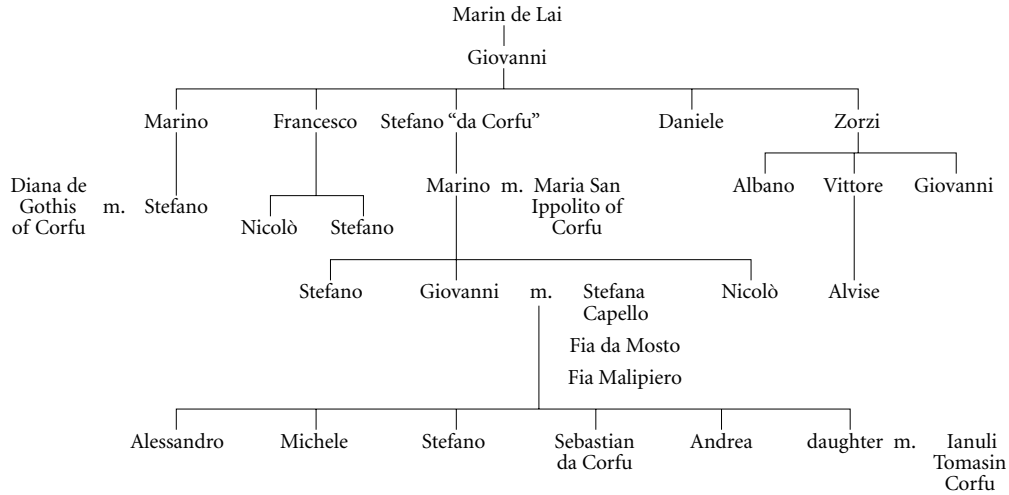 Marin de Lai
Giovanni
Marino Francesco Stefano “da Corfu” Daniele Zorzi
Diana de Gothis of Corfu m. Stefano
Nicolò Stefano
Marino m. Maria San Ippolito of Corfu
Albano Vittore Giovanni
Stefano Giovanni m. Stefana Capello
Fia da Mosto
Fia Malipiero
Nicolò Alvise
Alessandro Michele Stefano Sebastian da Corfu Andrea daughter m. Ianuli Tomasin Corfu